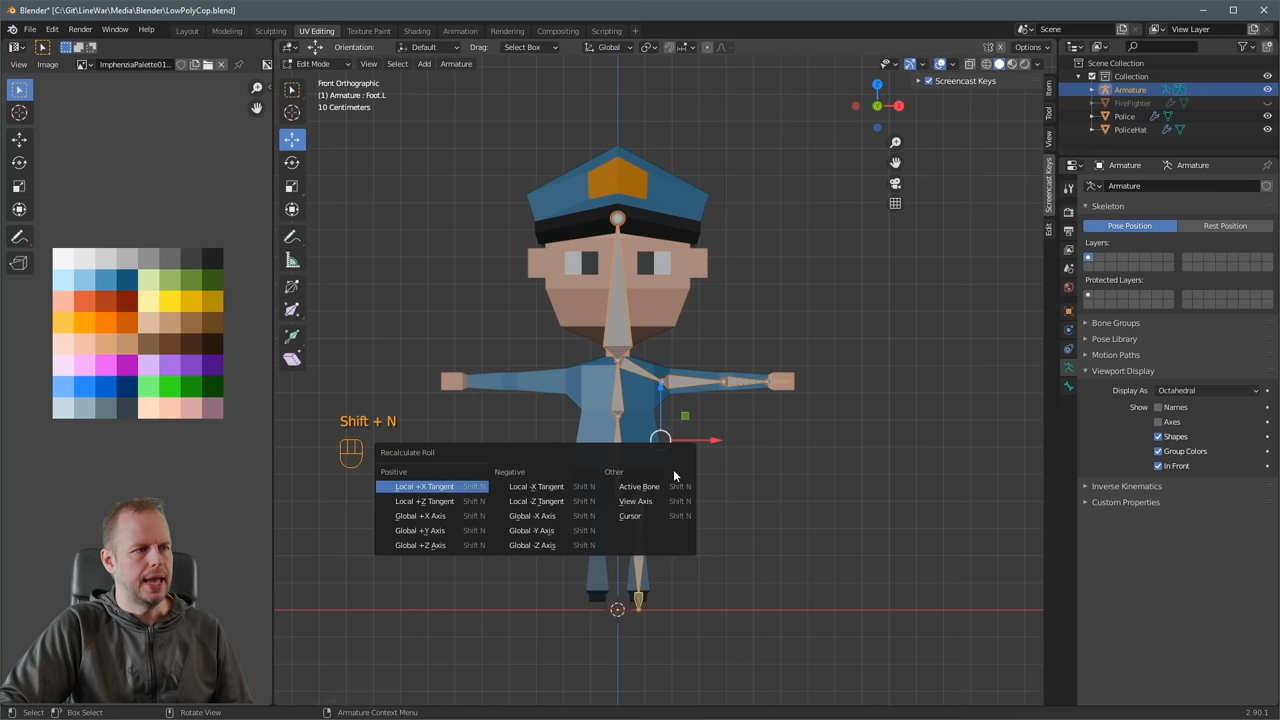 Blender* [C:\Git\LineWar\Media\Blender\LowPolyCop.blend]
File Edit Render Window Help Layout Modeling Sculpting UV Editing Texture Paint Shading Animation Rendering Compositing Scripting + Scene View Layer
Orientation: Default Drag: Select Box Global Options
View Image ImphenziaPalette01... Edit Mode View Select Add Armature
Scene Collection
Collection
Armature
FireFighter
Police
PoliceHat
Front Orthographic
(1) Armature : Foot.L
10 Centimeters
Screencast Keys
Z
Y
X
Item
Tool
View
Screencast Keys
Edit
Armature Armature
Armature
Skeleton
Pose Position Rest Position
Layers:
Protected Layers:
Bone Groups
Pose Library
Motion Paths
Viewport Display
Display As Octahedral
Show Names
Axes
Shapes
Group Colors
In Front
Inverse Kinematics
Custom Properties
Shift + N
Recalculate Roll
Positive Negative Other
Local +X Tangent Shift N Local -X Tangent Shift N Active Bone Shift N
Local +Z Tangent Shift N Local -Z Tangent Shift N View Axis Shift N
Global +X Axis Shift N Global -X Axis Shift N Cursor Shift N
Global +Y Axis Shift N Global -Y Axis Shift N
Global +Z Axis Shift N Global -Z Axis Shift N
Select Box Select Rotate View Armature Context Menu 2.90.1